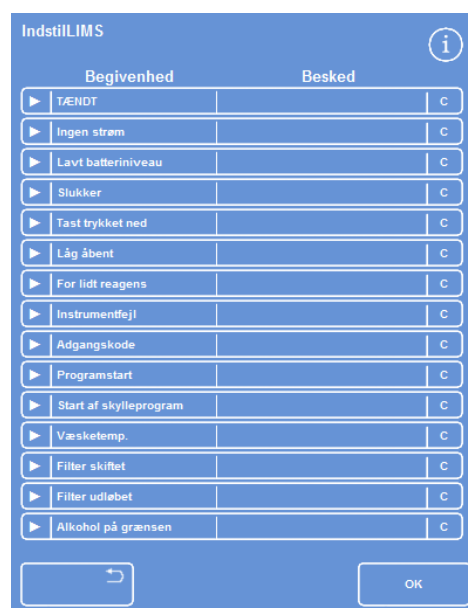 IndstilLIMS
i
Begivenhed Besked
TÆNDT C
Ingen strøm C
Lavt batteriniveau C
Slukker C
Tast trykket ned C
Låg åbent C
For lidt reagens C
Instrumentfejl C
Adgangskode C
Programstart C
Start af skylleprogram C
Væsketemp. C
Filter skiftet C
Filter udløbet C
Alkohol på grænsen C
OK